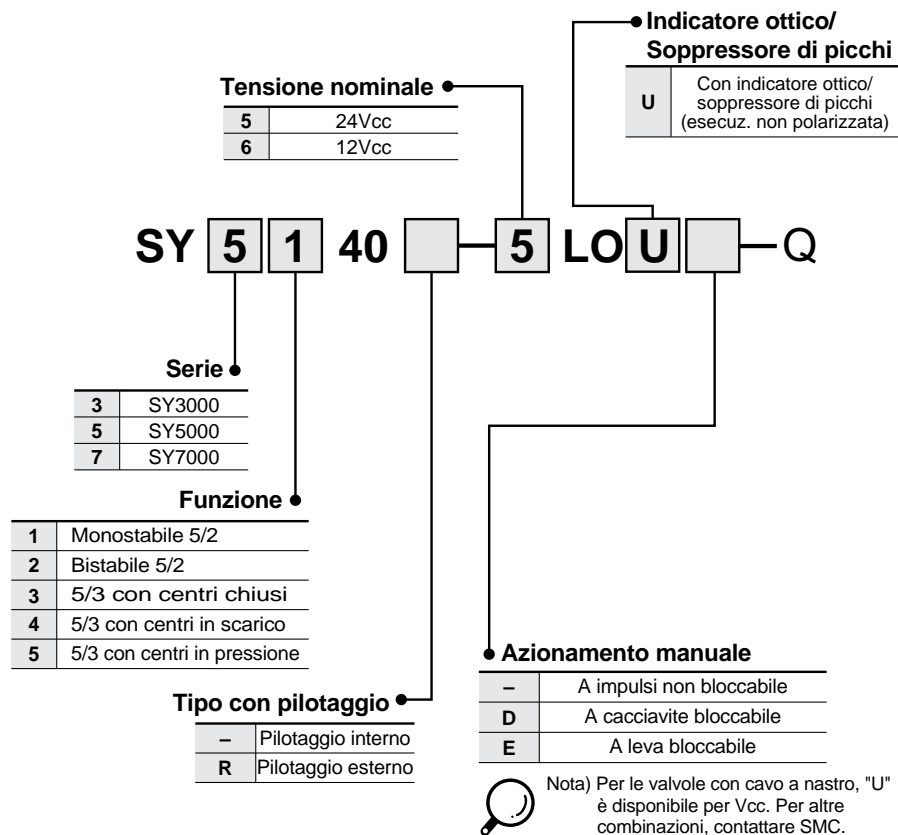 Indicatore ottico/
Soppressore di picchi
U Con indicatore ottico/
soppressore di picchi
(esecuz. non polarizzata)
Tensione nominale
5 24Vcc
6 12Vcc
SY 5 1 40 5 LO U Q
Serie
3 SY3000
5 SY5000
7 SY7000
Funzione
1 Monostabile 5/2
2 Bistabile 5/2
3 5/3 con centri chiusi
4 5/3 con centri in scarico
5 5/3 con centri in pressione
Tipo con pilotaggio
– Pilotaggio interno
R Pilotaggio esterno
Azionamento manuale
– A impulsi non bloccabile
D A cacciavite bloccabile
E A leva bloccabile
Nota) Per le valvole con cavo a nastro, "U"
è disponibile per Vcc. Per altre
combinazioni, contattare SMC.